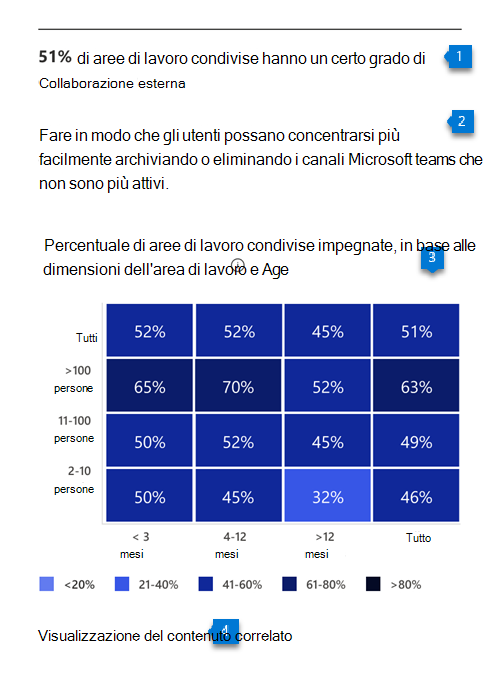 51% di aree di lavoro condivise hanno un certo grado di 1
Collaborazione esterna
2
Fare in modo che gli utenti possano concentrarsi più
facilmente archiviando o eliminando i canali Microsoft teams che
non sono più attivi.
Percentuale di aree di lavoro condivise impegnate, in base alle
3
dimensioni dell'area di lavoro e Age
Tutti 52% 52% 45% 51%
>100
persone 65% 70% 52% 63%
11-100
persone 50% 52% 45% 49%
2-10
persone 50% 45% 32% 46%
< 3 4-12 >12 Tutto
mesi mesi mesi
<20% 21-40% 41-60% 61-80% >80%
4
Visualizzazione del contenuto correlato